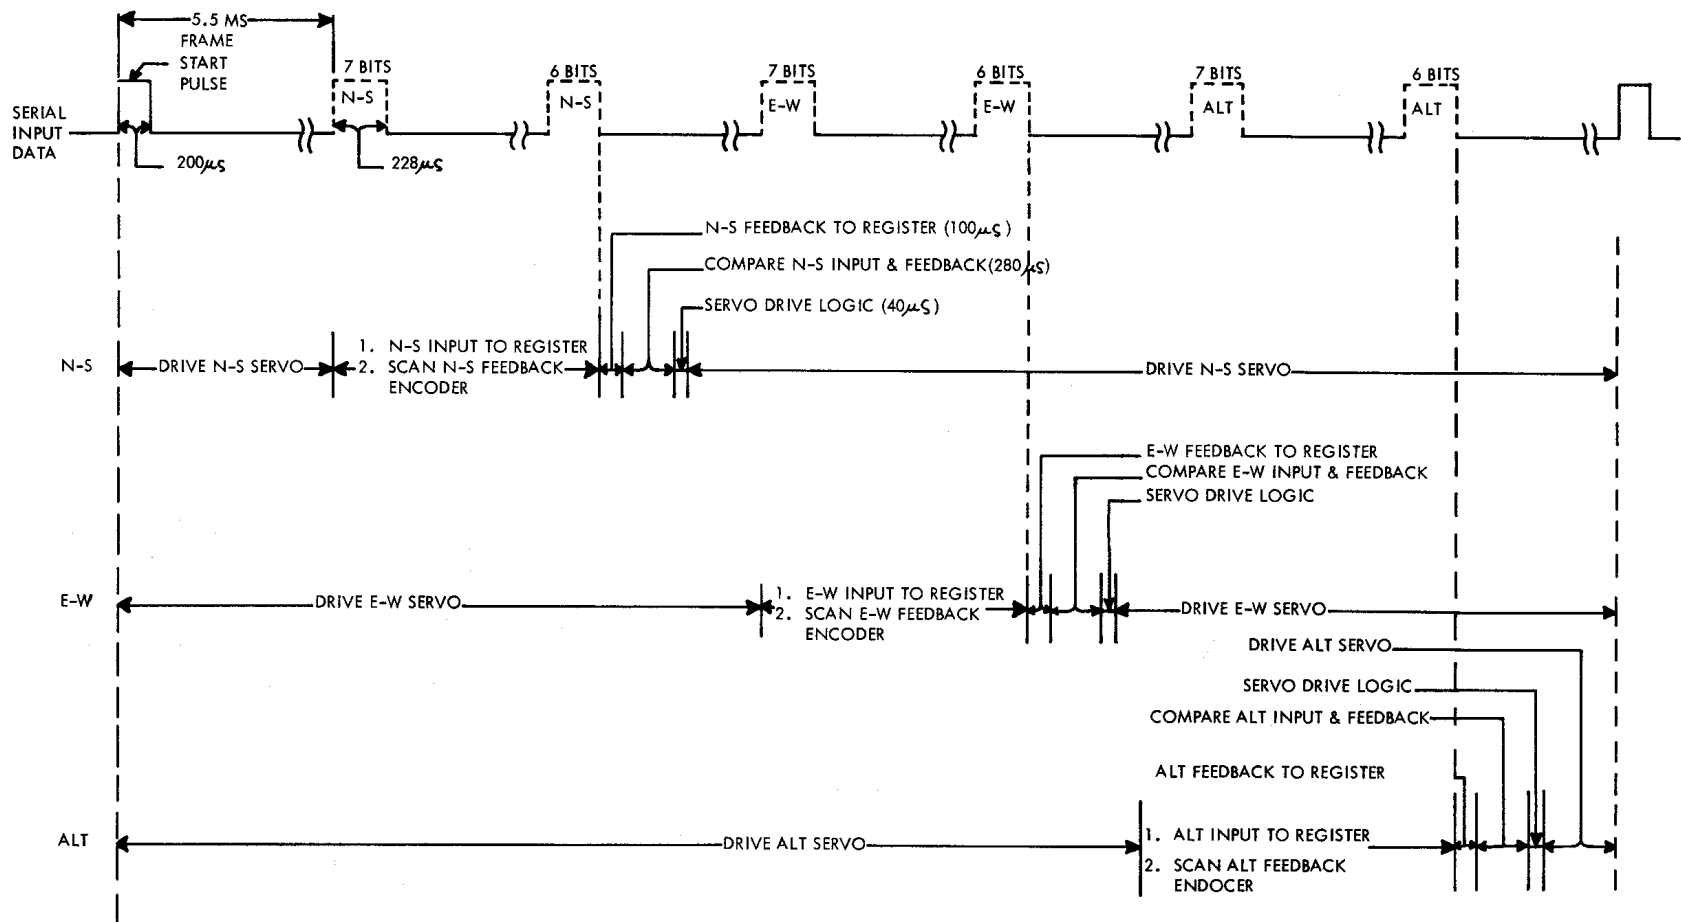 5.5 MS
FRAME
START
PULSE
7 BITS
6 BITS
7 BITS
6 BITS
7 BITS
6 BITS
N-S
N-S
E-W
E-W
ALT
ALT
SERIAL
INPUT
DATA
200μs
228μs
N-S FEEDBACK TO REGISTER (100μs)
COMPARE N-S INPUT & FEEDBACK(280μs)
SERVO DRIVE LOGIC (40μs)
N-S
DRIVE N-S SERVO
1. N-S INPUT TO REGISTER
2. SCAN N-S FEEDBACK
ENCODER
DRIVE N-S SERVO
E-W FEEDBACK TO REGISTER
COMPARE E-W INPUT & FEEDBACK
SERVO DRIVE LOGIC
E-W
DRIVE E-W SERVO
1. E-W INPUT TO REGISTER
2. SCAN E-W FEEDBACK
ENCODER
DRIVE E-W SERVO
DRIVE ALT SERVO
SERVO DRIVE LOGIC
COMPARE ALT INPUT & FEEDBACK
ALT FEEDBACK TO REGISTER
ALT
DRIVE ALT SERVO
1. ALT INPUT TO REGISTER
2. SCAN ALT FEEDBACK
ENDOCER